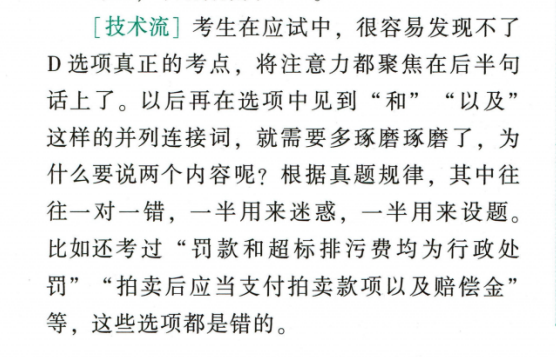 ［技术流］考生在应试中，很容易发现不了
D选项真正的考点，将注意力都聚焦在后半句
话上了。以后再在选项中见到“和”“以及”
这样的并列连接词，就需要多琢磨琢磨了，为
什么要说两个内容呢？根据真题规律，其中往
往一对一错，一半用来迷惑，一半用来设题。
比如还考过“罚款和超标排污费均为行政处
罚”“拍卖后应当支付拍卖款项以及赔偿金”
等，这些选项都是错的。